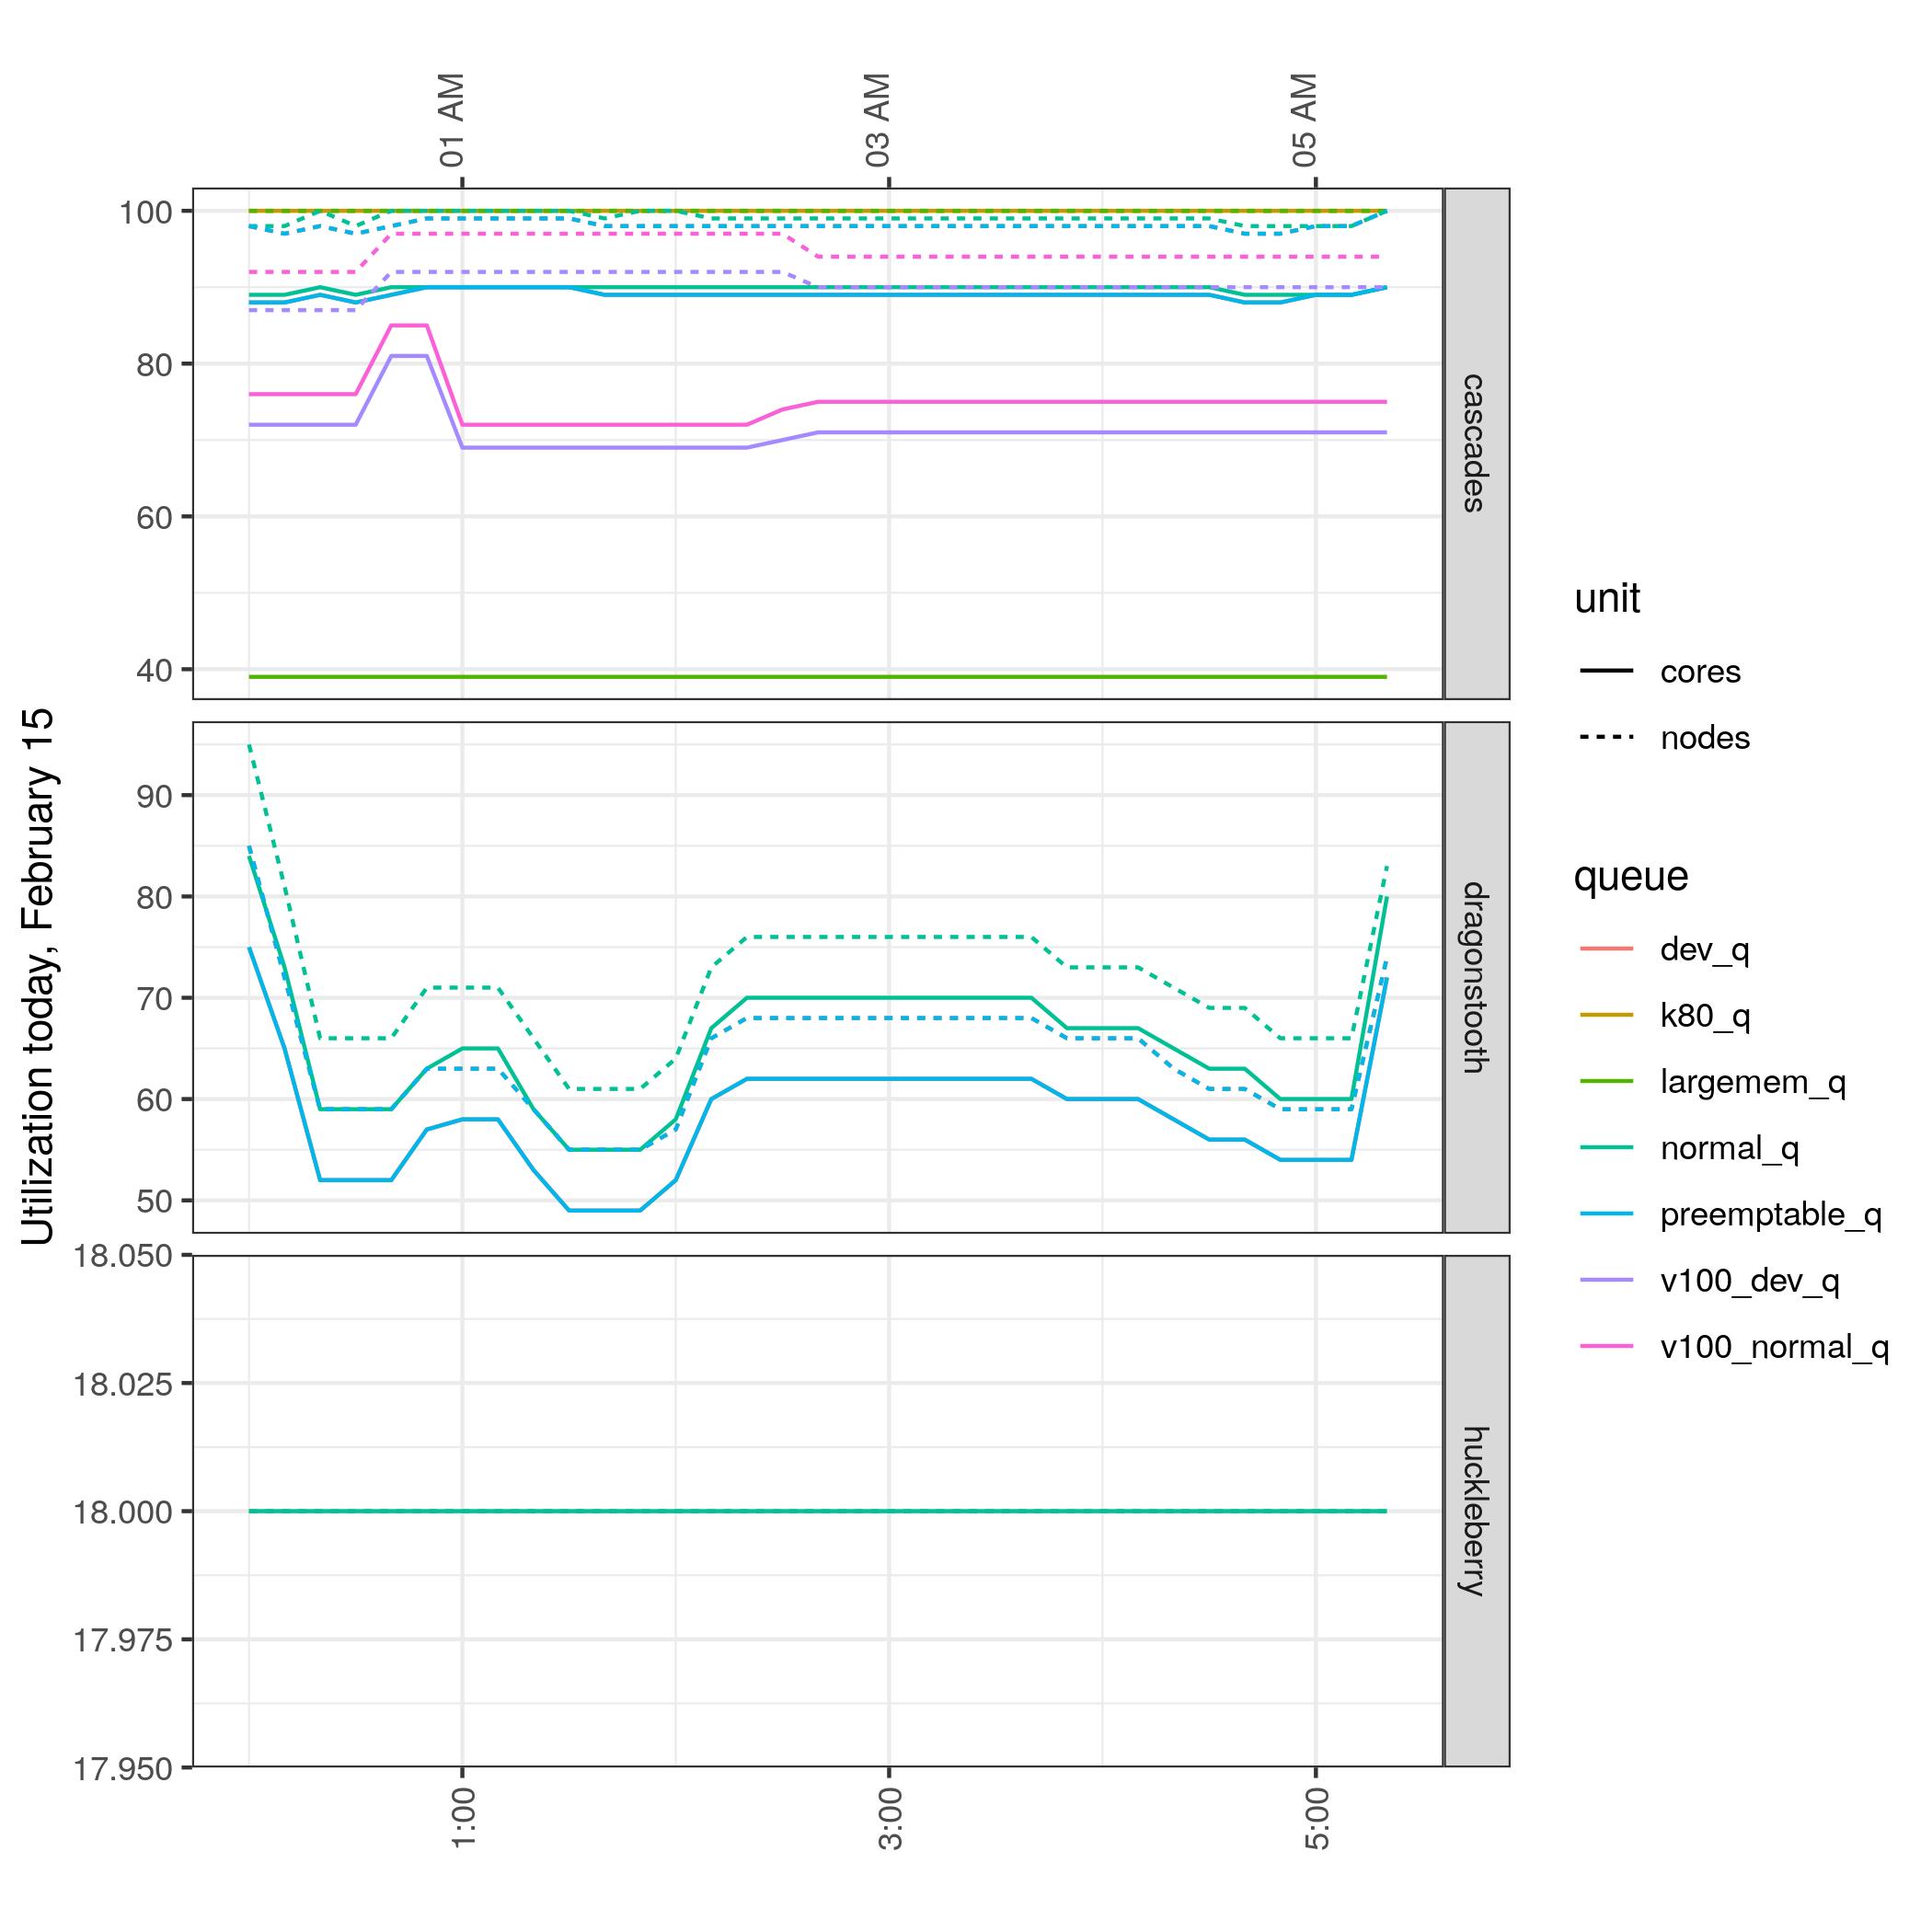 01 AM
03 AM
05 AM
Utilization today, February 15
100
80
60
40
cascades
90
80
70
60
50
dragonstooth
18.050
18.025
18.000
17.975
17.950
huckleberry
1:00
3:00
5:00
unit
cores
nodes
queue
dev_q
k80_q
largemem_q
normal_q
preemptable_q
v100_dev_q
v100_normal_q